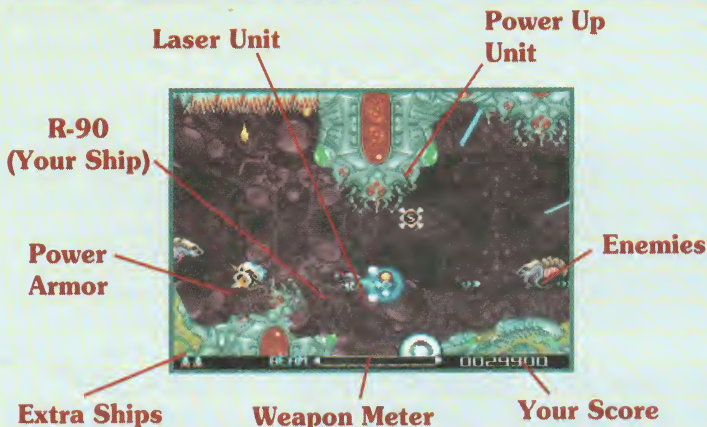 Laser Unit
Power Up
Unit
R-90
(Your Ship)
Power
Armor
Enemies
S
BEAM
0029900
Extra Ships
Weapon Meter
Your Score